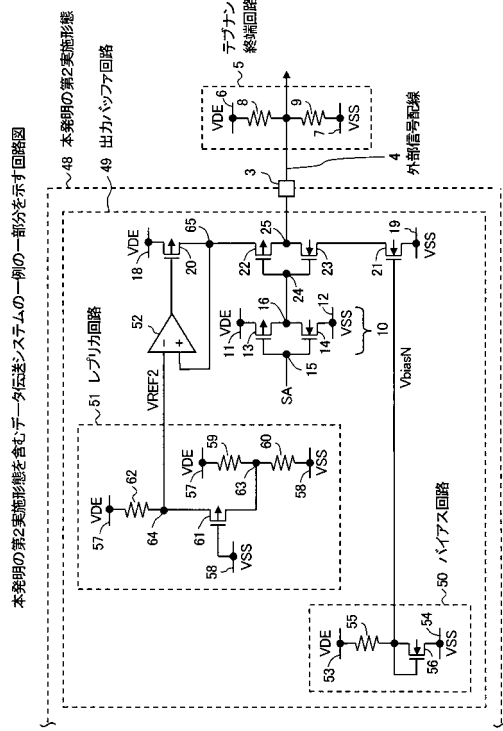 本発明の第2実施形態を含むデータ伝送システムの一例の一部分を示す回路図
48 本発明の第2実施形態
49 出力バッファ回路
51 レプリカ回路
VDE
57
62
64
VREF2
61
58
VSS
VDE
57
59
63
60
58
VSS
52
VDE
18
20
65
22
25
24
23
21
19
VSS
SA
15
VDE
11
13
16
14
12
VSS
10
3
4
外部信号配線
テブナン
終端回路
5
VDE
6
8
9
7
VSS
VbiasN
50 バイアス回路
VDE
53
55
56
54
VSS